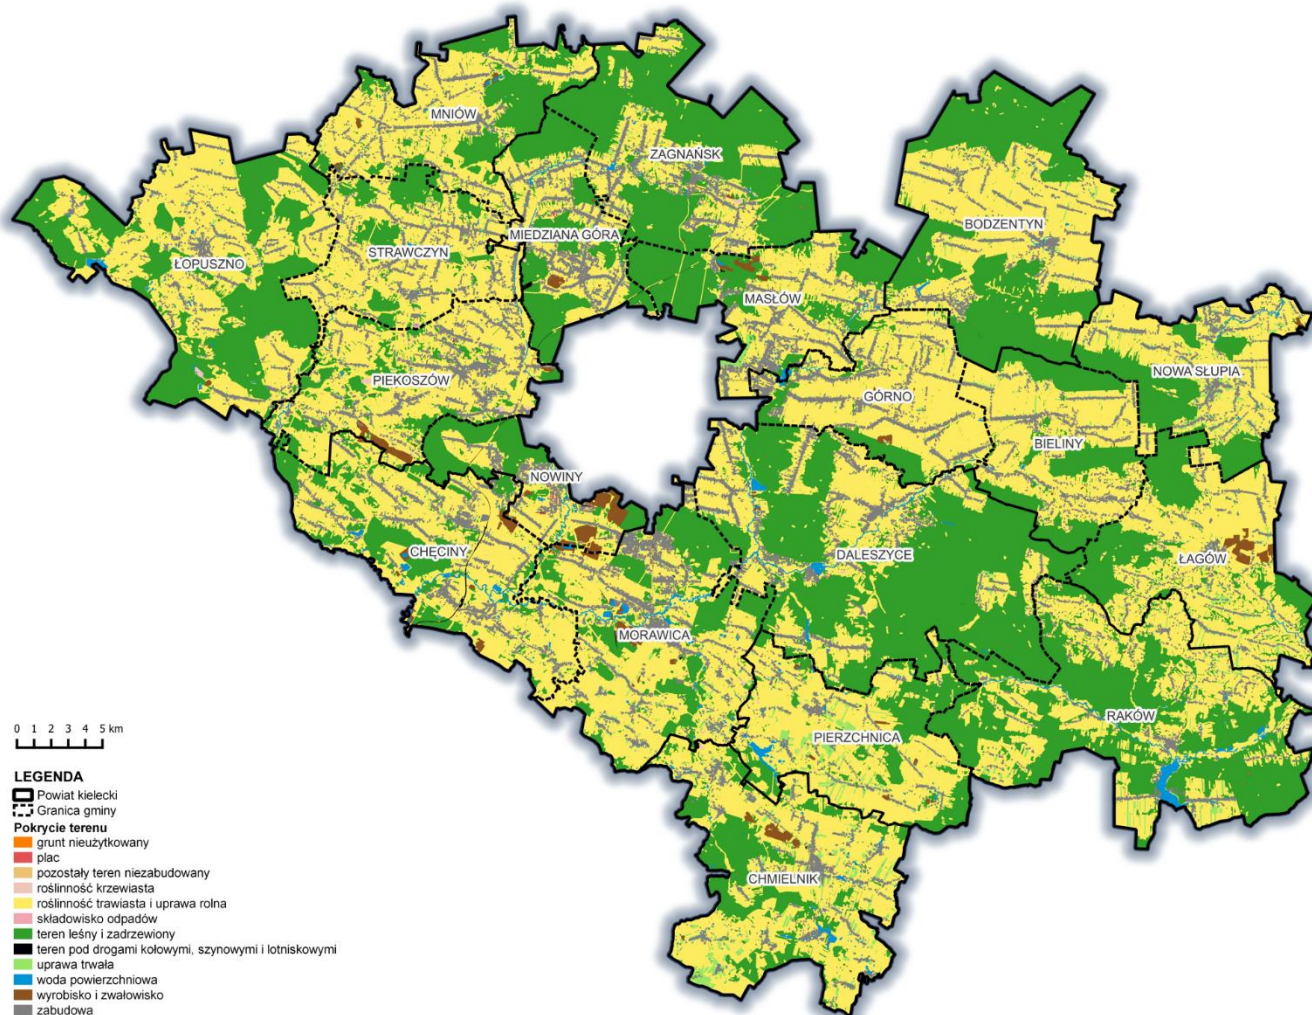 MNIÓW
ZAGNAŃSK
BODZENTYN
MIEDZIANA GÓRA
STRAWCZYN
ŁOPUSZNO
MASŁÓW
NOWA SŁUPIA
PIEKOSZÓW
GÓRNO
BIELINY
NOWINY
CHĘCINY
DALESZYCE
ŁAGÓW
MORAWICA
RAKÓW
PIERZCHNICA
CHMIELNIK
0 1 2 3 4 5 km
LEGENDA
Powiat kielecki
Granica gminy
Pokrycie terenu
grunt nieużytkowany
plac
pozostały teren niezabudowany
roślinność krzewiasta
roślinność trawiasta i uprawa rolna
składowisko odpadów
teren leśny i zadrzewiony
teren pod drogami kołowymi, szynowymi i lotniskowymi
uprawa trwała
woda powierzchniowa
wyrobisko i zwałowisko
zabudowa